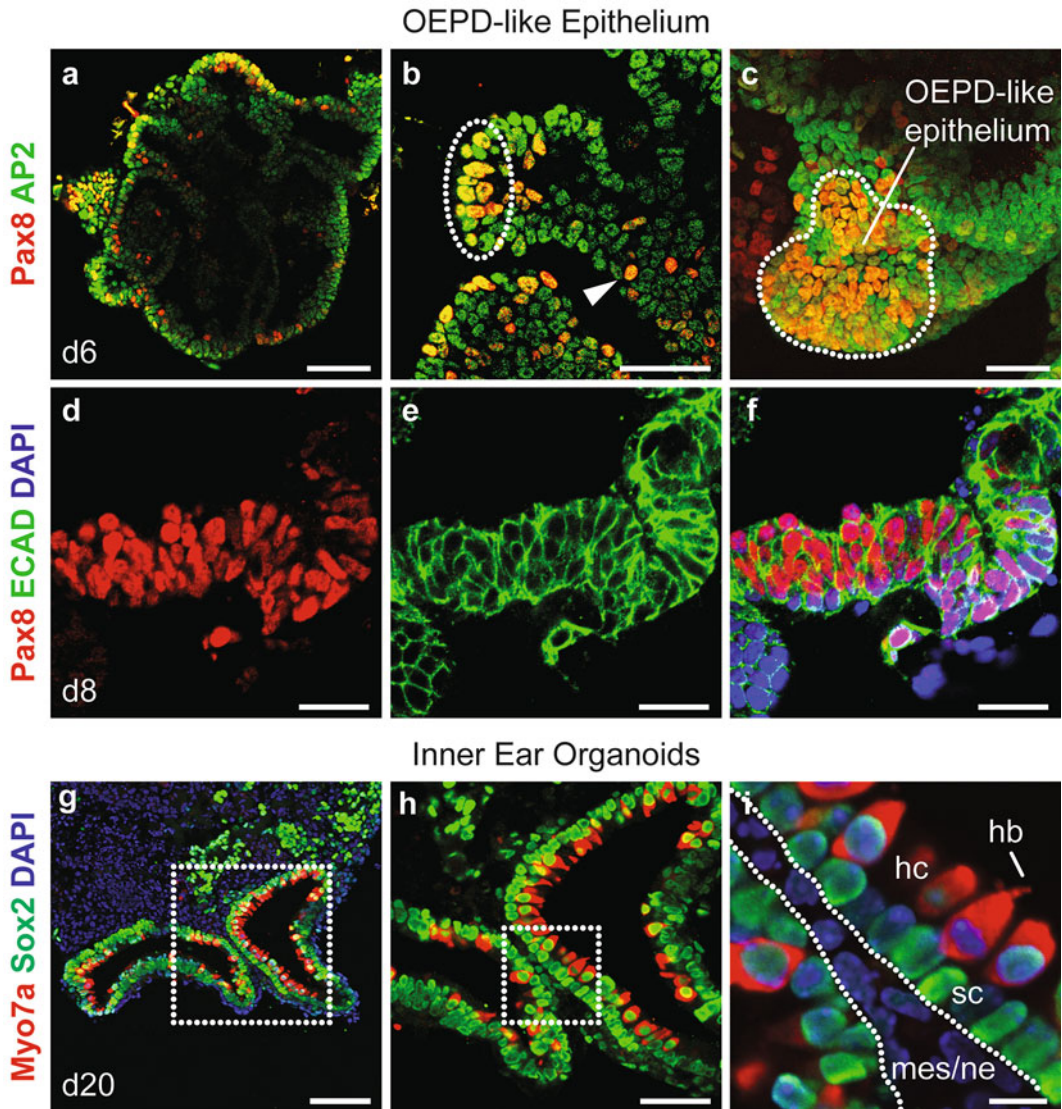 OEPD-like Epithelium
Pax8 AP2
a
d6
b
c
OEPD-like
epithelium
Pax8 ECAD DAPI
d
d8
e
f
Inner Ear Organoids
Myo7a Sox2 DAPI
g
d20
h
i
hb
hc
sc
mes/ne